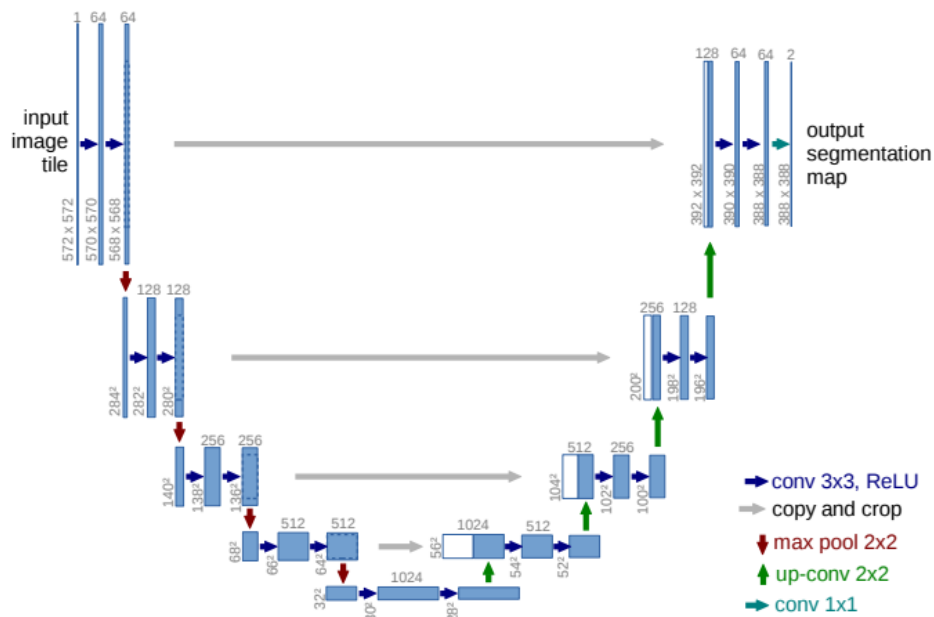 1
64
64
input
image
tile
572 x 572
570 x 570
568 x 568
128
64
64
2
output
segmentation
map
392 x 392
390 x 390
388 x 388
388 x 388
128
128
284²
282²
280²
256
128
200²
198²
196²
256
256
140²
138²
136²
512
256
104²
102²
100²
512
512
68²
66²
64²
1024
512
56²
54²
52²
1024
32²
conv 3x3, ReLU
copy and crop
max pool 2x2
up-conv 2x2
conv 1x1